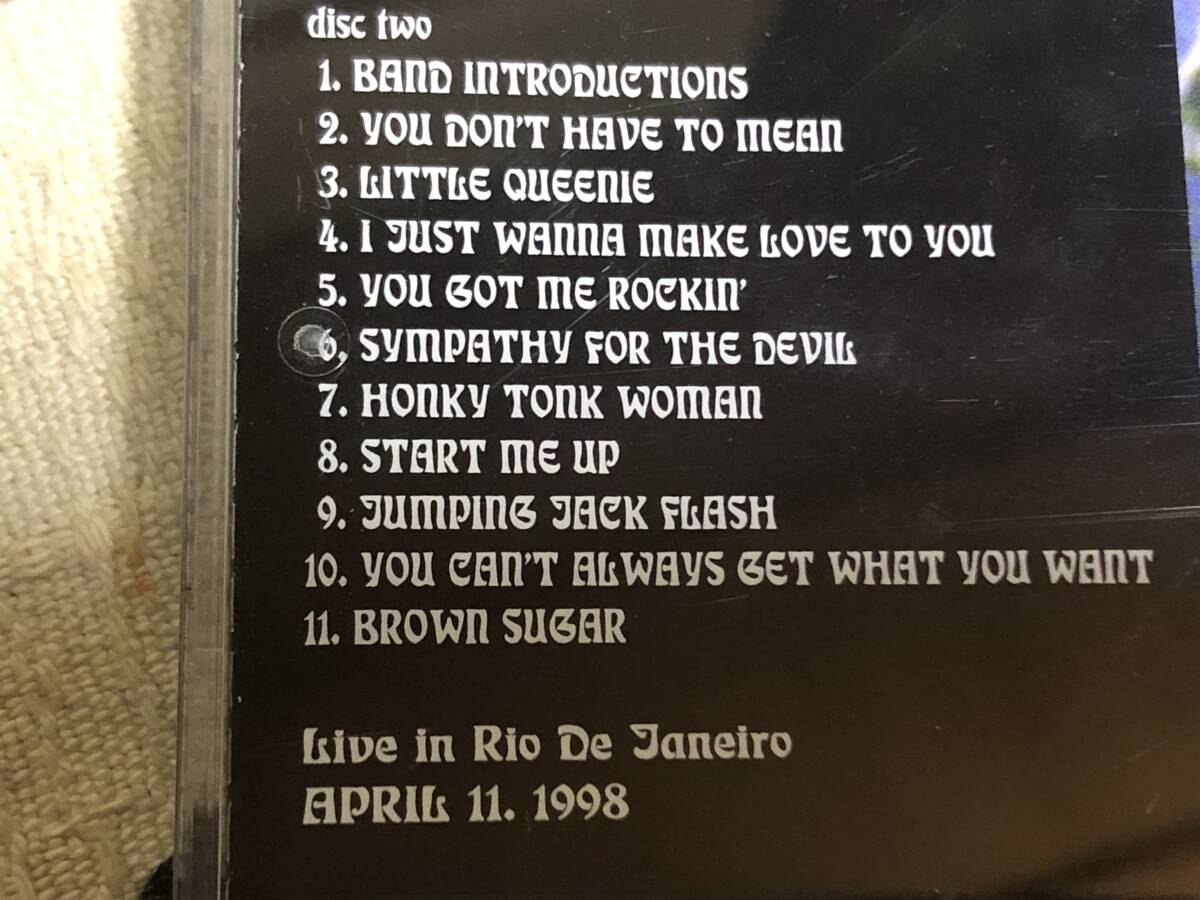 disc two
1. BAND INTRODUCTIONS
2. YOU DON'T HAVE TO MEAN
3. LITTLE QUEENIE
4. I JUST WANNA MAKE LOVE TO YOU
5. YOU GOT ME ROCKIN'
6. SYMPATHY FOR THE DEVIL
7. HONKY TONK WOMAN
8. START ME UP
9. JUMPING JACK FLASH
10. YOU CAN'T ALWAYS GET WHAT YOU WANT
11. BROWN SUGAR
Live in Rio De Janeiro
APRIL 11. 1998